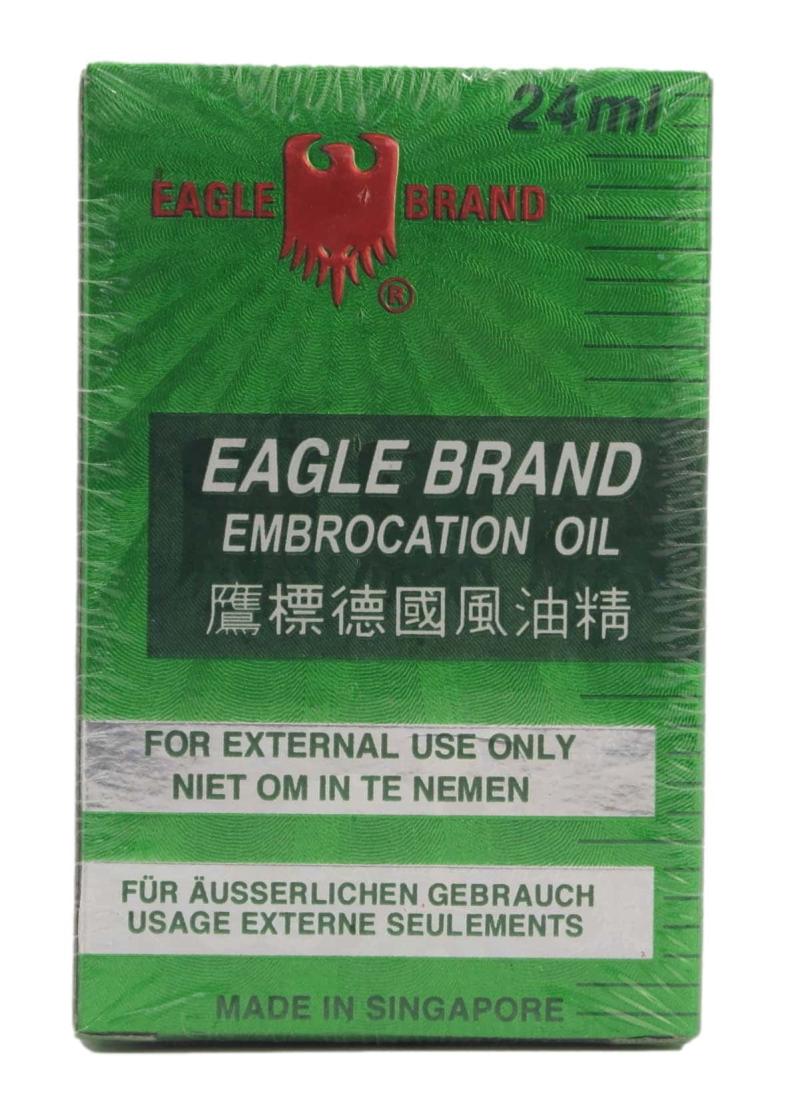 24ml
EAGLE BRAND
®
EAGLE BRAND
EMBROCATION OIL
鷹標德國風油精
FOR EXTERNAL USE ONLY
NIET OM IN TE NEMEN
FÜR ÄUSSERLICHEN GEBRAUCH
USAGE EXTERNE SEULEMENTS
MADE IN SINGAPORE